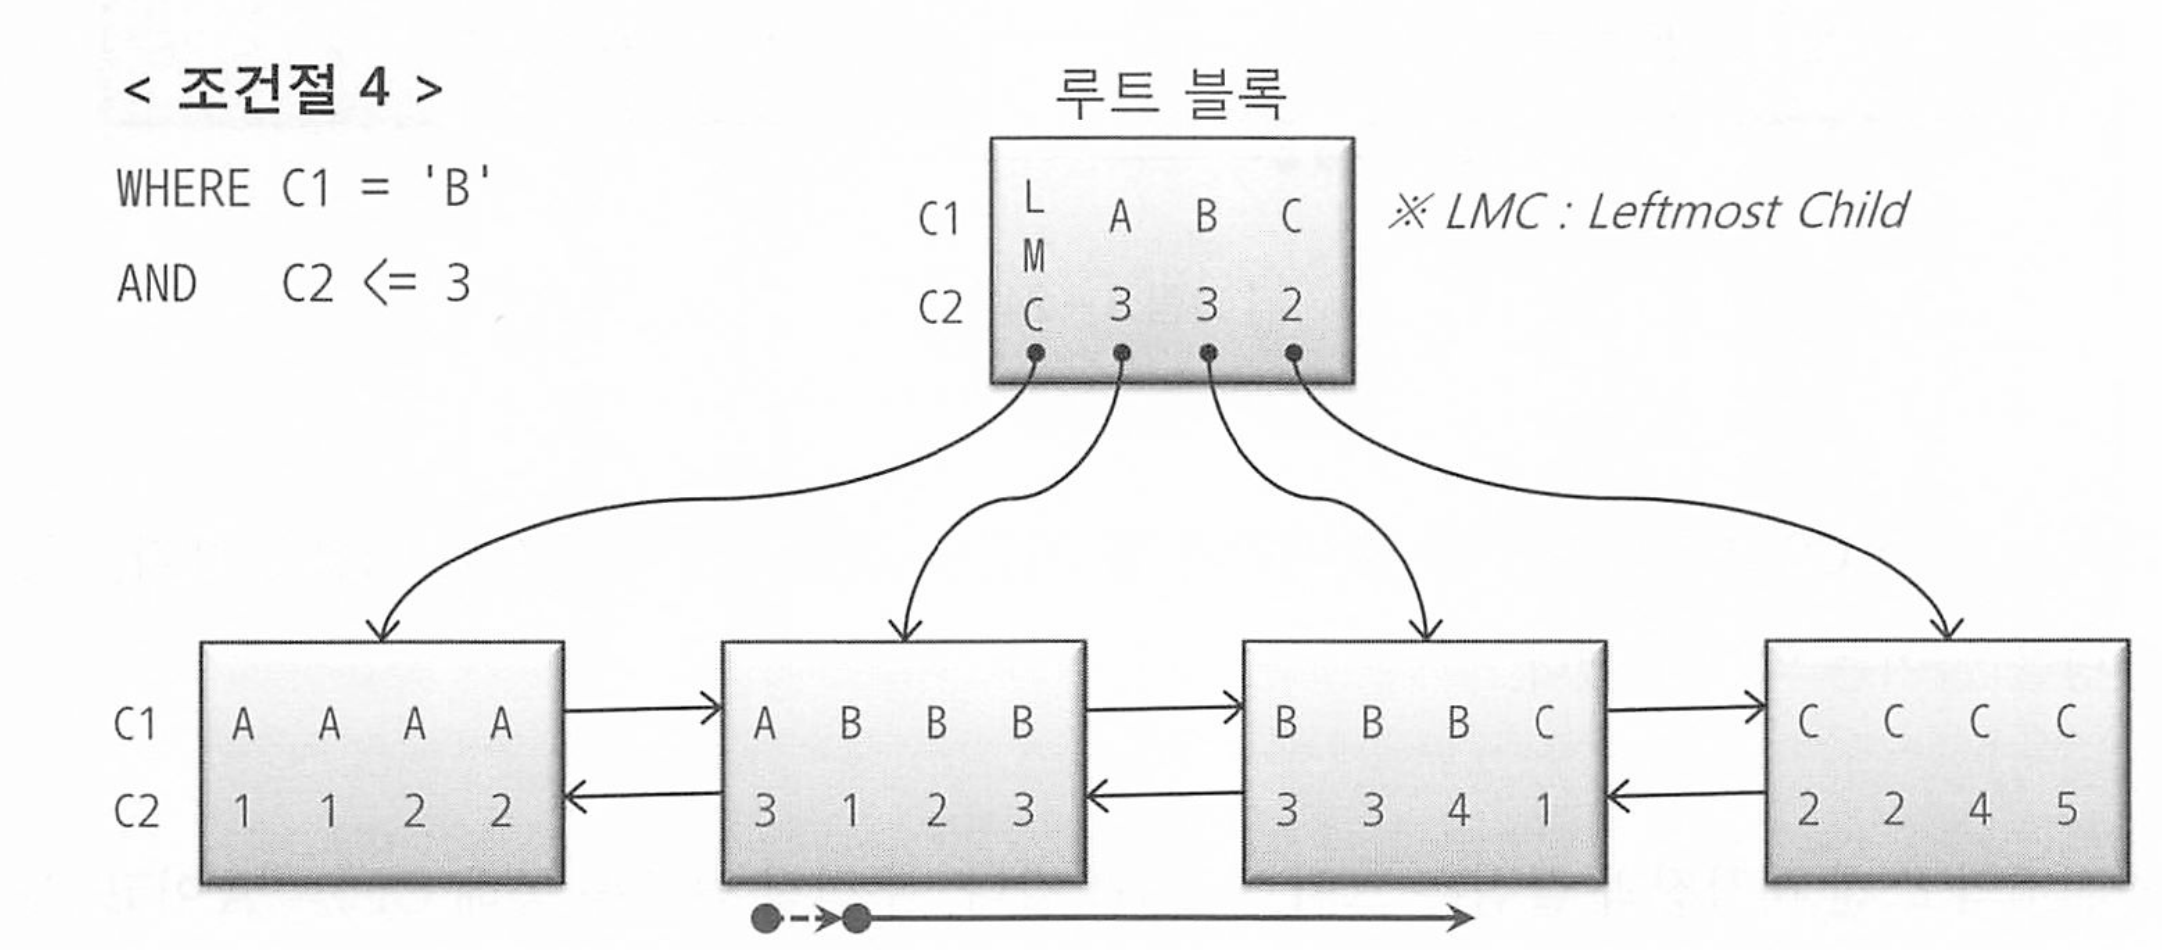 < 조건절 4 >
WHERE C1 = 'B'
AND C2 <= 3
루트 블록
※ LMC : Leftmost Child
C1 LMC A B C
C2 3 3 2
C1 A A A A A B B B B B B C C C C C
C2 1 1 2 2 3 1 2 3 3 3 4 1 2 2 4 5